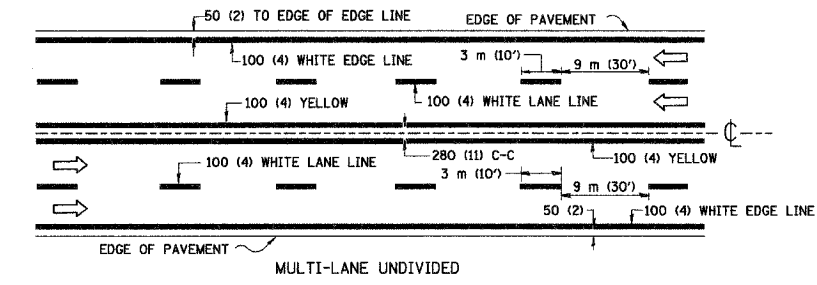 50 (2) TO EDGE OF EDGE LINE
EDGE OF PAVEMENT
100 (4) WHITE EDGE LINE
3 m (10')
9 m (30')
100 (4) YELLOW
100 (4) WHITE LANE LINE
℄
100 (4) WHITE LANE LINE
280 (11) C-C
100 (4) YELLOW
3 m (10')
9 m (30')
50 (2)
100 (4) WHITE EDGE LINE
EDGE OF PAVEMENT
MULTI-LANE UNDIVIDED